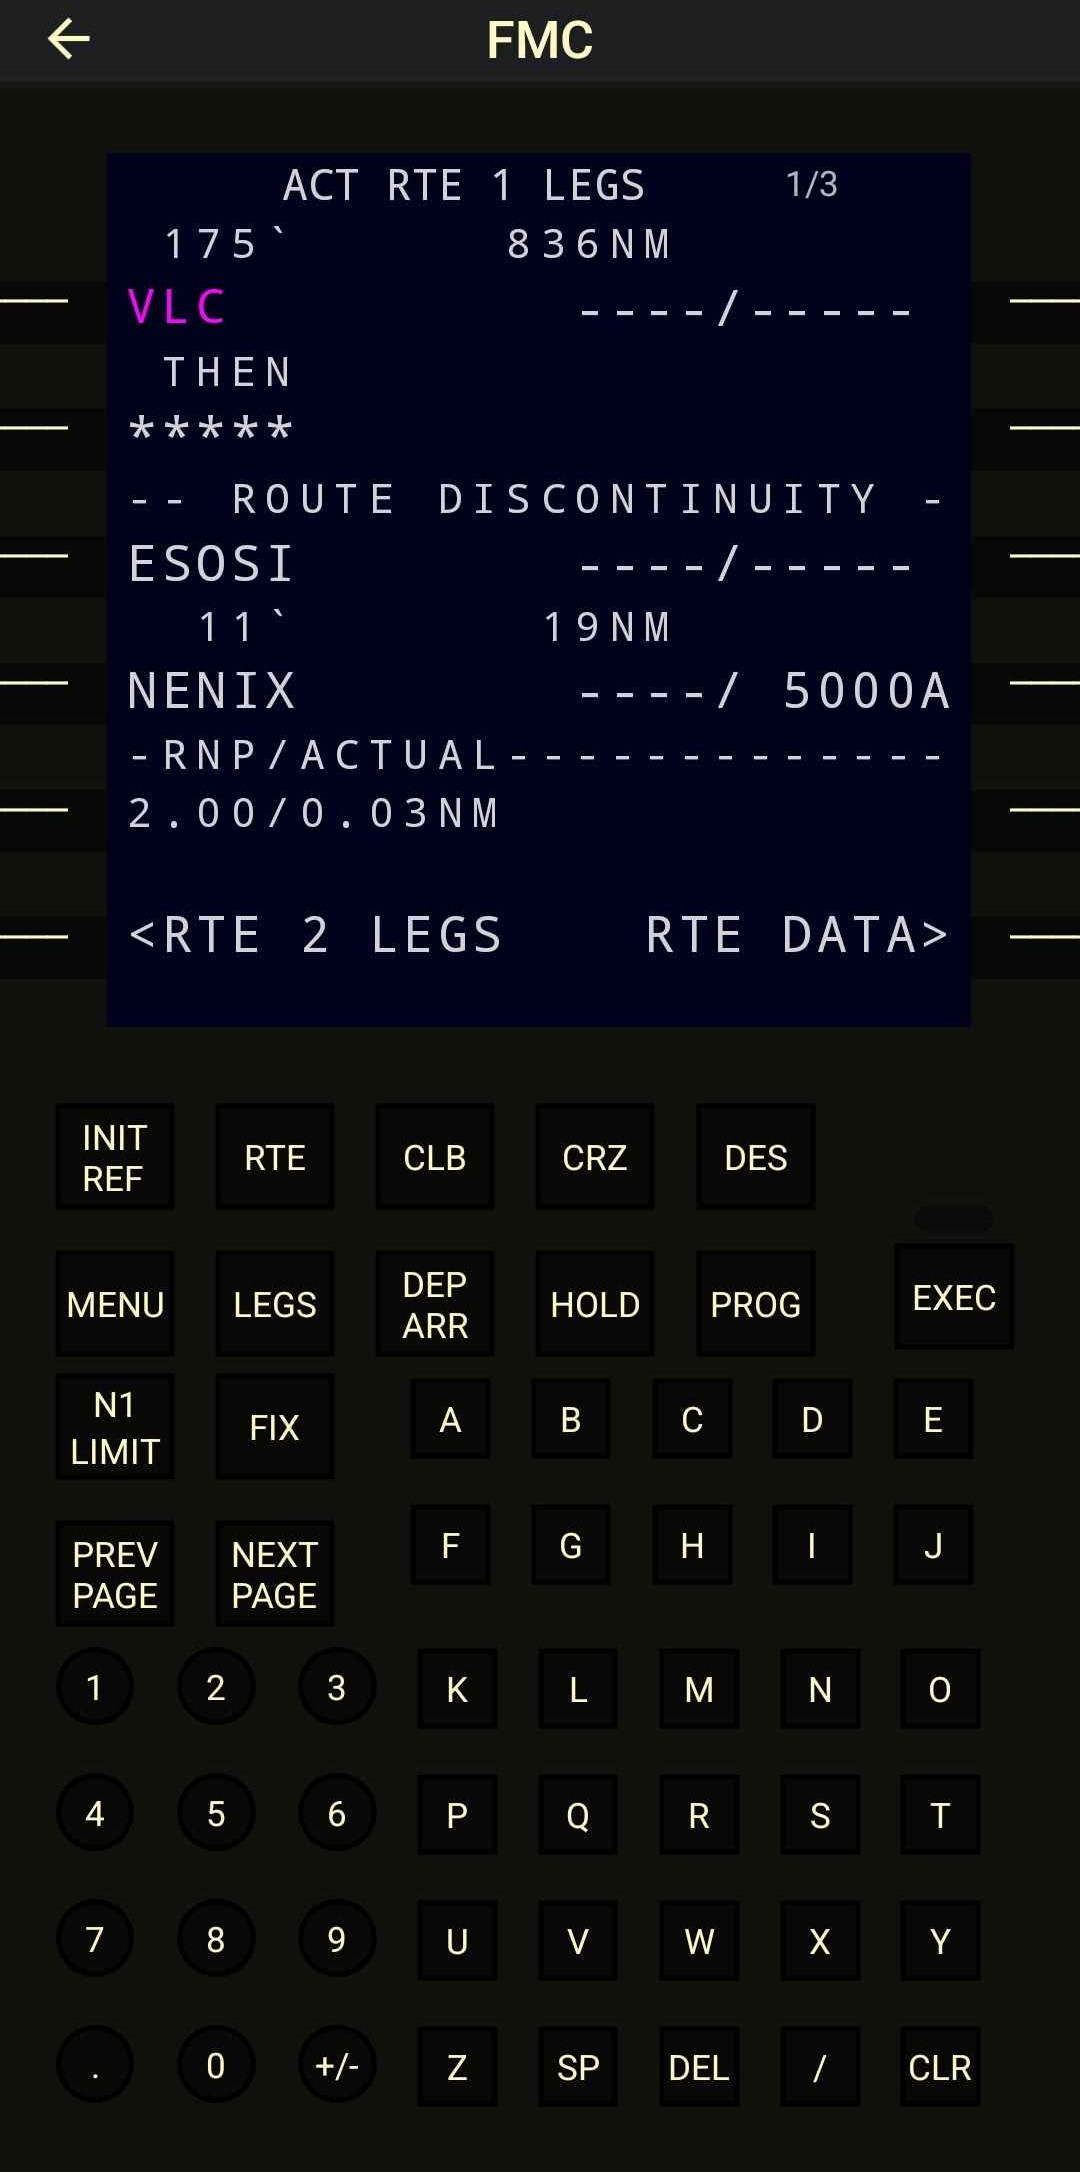 FMC
ACT RTE 1 LEGS 1/3
175` 836NM
VLC ----/-----
THEN
*****
-- ROUTE DISCONTINUITY -
ESOSI ----/-----
11` 19NM
NENIX ----/ 5000A
-RNP/ACTUAL-------------
2.00/0.03NM
<RTE 2 LEGS RTE DATA>
INIT REF RTE CLB CRZ DES
MENU LEGS DEP ARR HOLD PROG EXEC
N1 LIMIT FIX A B C D E
PREV PAGE NEXT PAGE F G H I J
1 2 3 K L M N O
4 5 6 P Q R S T
7 8 9 U V W X Y
. 0 +/- Z SP DEL / CLR